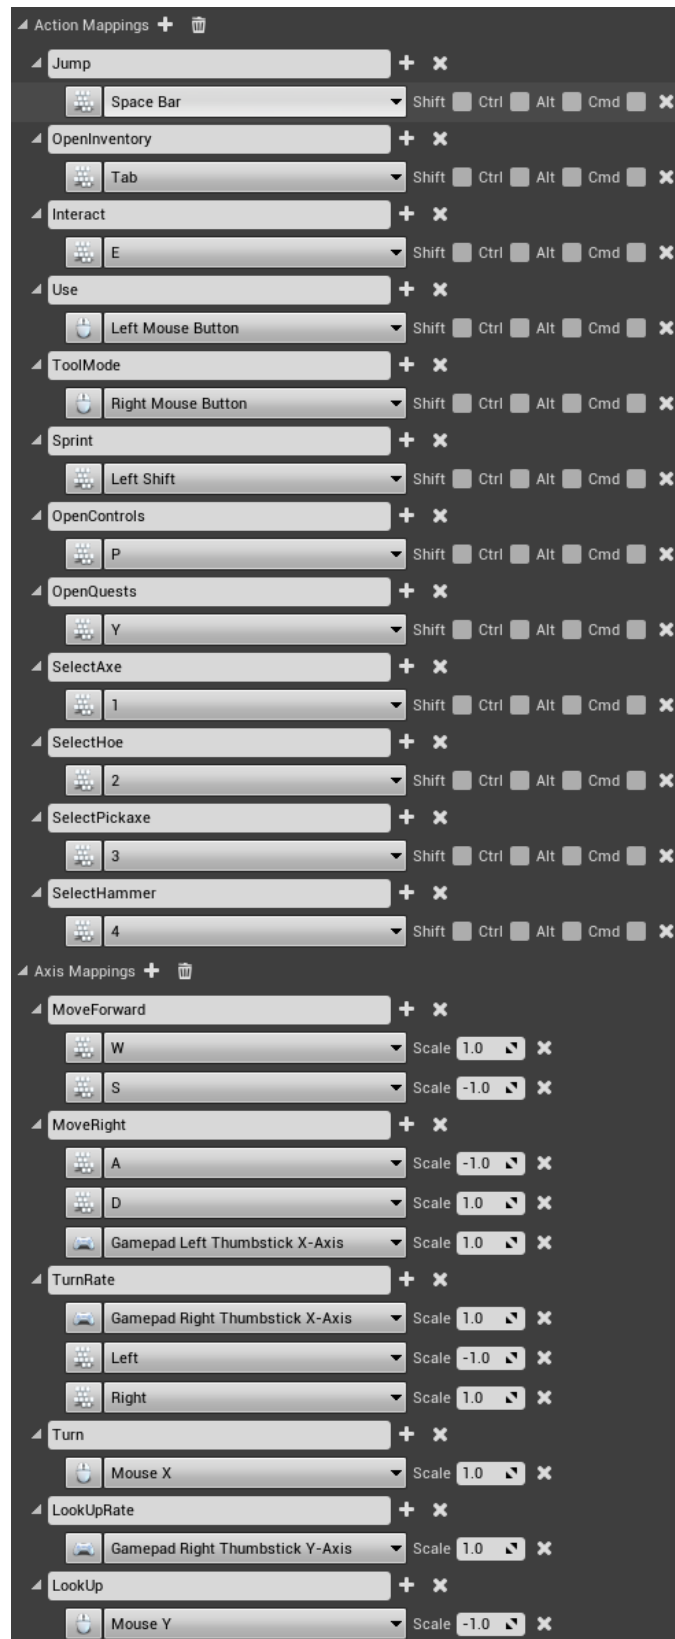 Action Mappings
Jump
Space Bar Shift Ctrl Alt Cmd
OpenInventory
Tab Shift Ctrl Alt Cmd
Interact
E Shift Ctrl Alt Cmd
Use
Left Mouse Button Shift Ctrl Alt Cmd
ToolMode
Right Mouse Button Shift Ctrl Alt Cmd
Sprint
Left Shift Shift Ctrl Alt Cmd
OpenControls
P Shift Ctrl Alt Cmd
OpenQuests
Y Shift Ctrl Alt Cmd
SelectAxe
1 Shift Ctrl Alt Cmd
SelectHoe
2 Shift Ctrl Alt Cmd
SelectPickaxe
3 Shift Ctrl Alt Cmd
SelectHammer
4 Shift Ctrl Alt Cmd
Axis Mappings
MoveForward
W Scale 1.0
S Scale -1.0
MoveRight
A Scale -1.0
D Scale 1.0
Gamepad Left Thumbstick X-Axis Scale 1.0
TurnRate
Gamepad Right Thumbstick X-Axis Scale 1.0
Left Scale -1.0
Right Scale 1.0
Turn
Mouse X Scale 1.0
LookUpRate
Gamepad Right Thumbstick Y-Axis Scale 1.0
LookUp
Mouse Y Scale -1.0